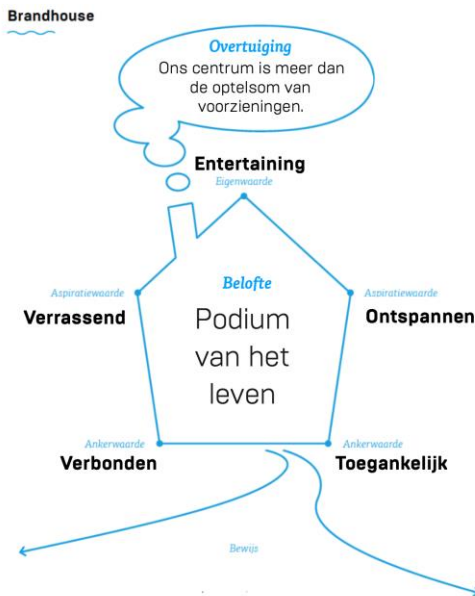 Brandhouse
Overtuiging
Ons centrum is meer dan
de optelsom van
voorzieningen.
Entertaining
Eigenwaarde
Belofte
Podium
van het
leven
Aspiratiewaarde
Verrassend
Aspiratiewaarde
Ontspannen
Ankerwaarde
Verbonden
Ankerwaarde
Toegankelijk
Bewijs